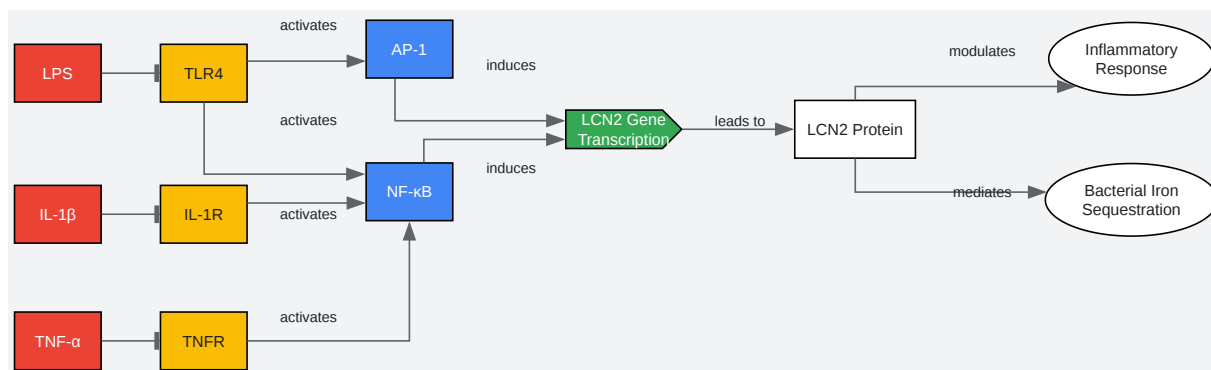 activates
AP-1
modulates
Inflammatory
Response
LPS
TLR4
induces
activates
LCN2 Gene
Transcription
leads to
LCN2 Protein
induces
NF-κB
mediates
Bacterial Iron
Sequestration
IL-1β
IL-1R
activates
activates
TNF-α
TNFR